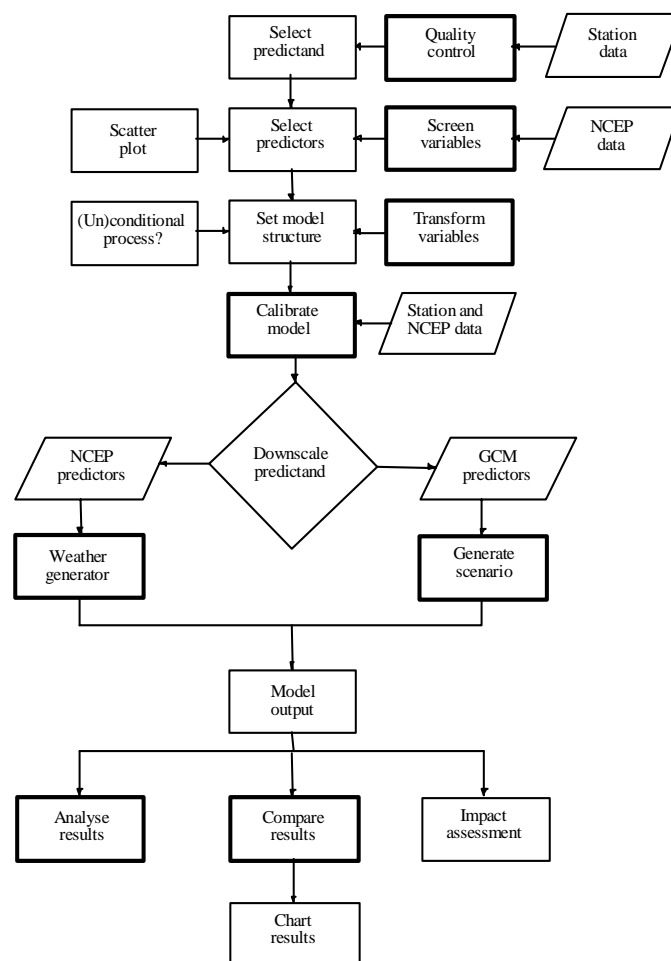 Select
predictand
Quality
control
Station
data
Scatter
plot
Select
predictors
Screen
variables
NCEP
data
(Un)conditional
process?
Set model
structure
Transform
variables
Calibrate
model
Station and
NCEP data
NCEP
predictors
Downscale
predictand
GCM
predictors
Weather
generator
Generate
scenario
Model
output
Analyse
results
Compare
results
Impact
assessment
Chart
results